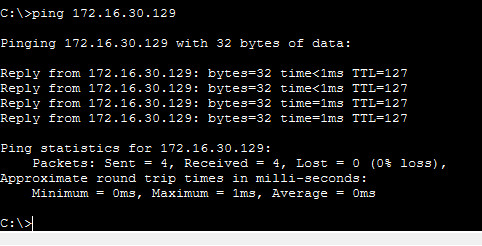 C:\>ping 172.16.30.129
Pinging 172.16.30.129 with 32 bytes of data:
Reply from 172.16.30.129: bytes=32 time<1ms TTL=127
Reply from 172.16.30.129: bytes=32 time<1ms TTL=127
Reply from 172.16.30.129: bytes=32 time=1ms TTL=127
Reply from 172.16.30.129: bytes=32 time=1ms TTL=127
Ping statistics for 172.16.30.129:
    Packets: Sent = 4, Received = 4, Lost = 0 (0% loss),
Approximate round trip times in milli-seconds:
    Minimum = 0ms, Maximum = 1ms, Average = 0ms
C:\>